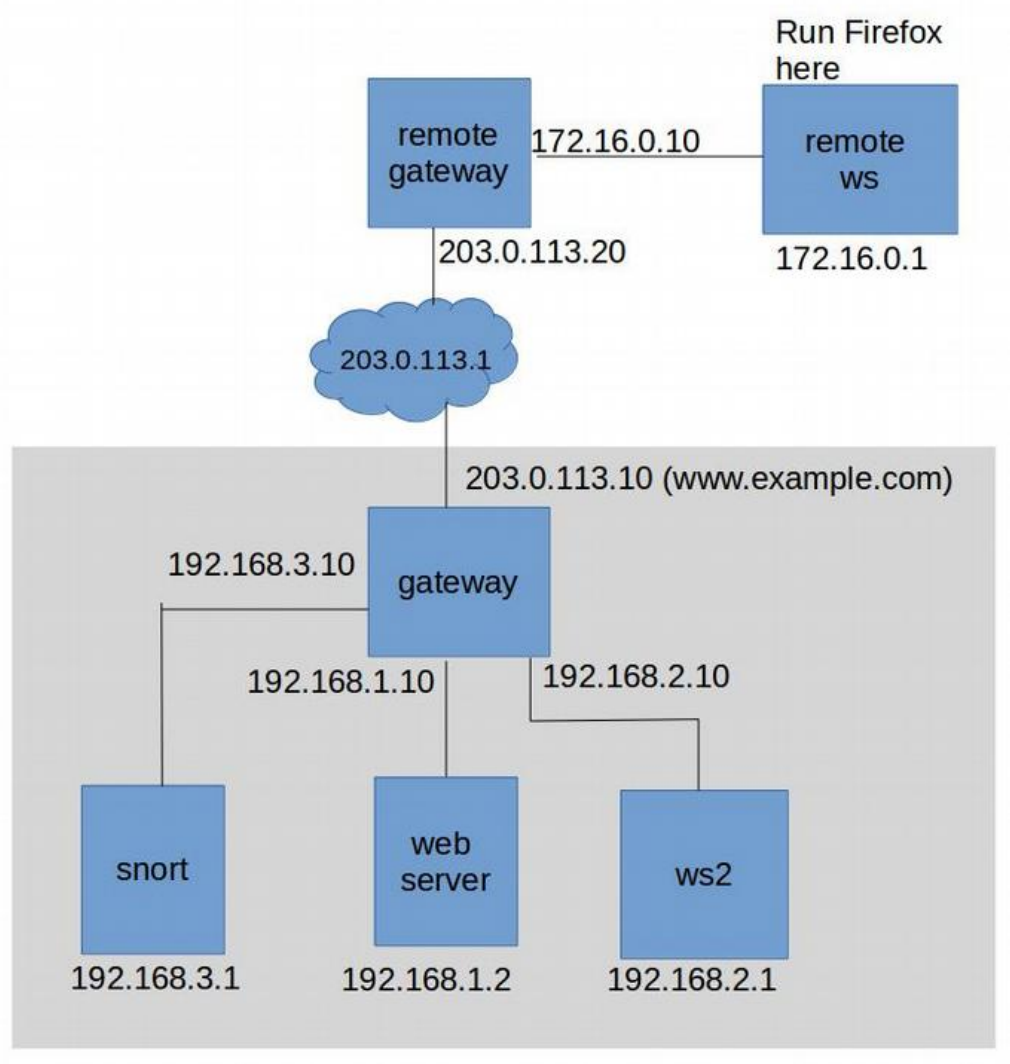 Run Firefox
here
remote
gateway
172.16.0.10
remote
ws
203.0.113.20
172.16.0.1
203.0.113.1
203.0.113.10 (www.example.com)
192.168.3.10
gateway
192.168.1.10
192.168.2.10
snort
web
server
ws2
192.168.3.1
192.168.1.2
192.168.2.1